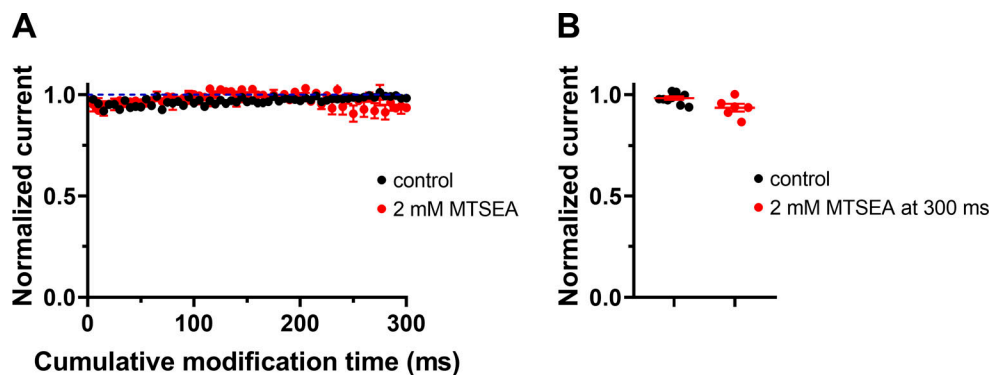 A
Normalized current
1.0
0.5
0.0
0
100
200
300
Cumulative modification time (ms)
control
2 mM MTSEA
B
Normalized current
1.0
0.5
0.0
control
2 mM MTSEA at 300 ms